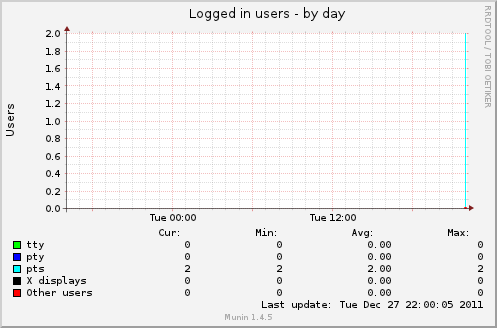 Logged in users - by day
RRDTOOL / TOBI OETIKER
Users
2.0
1.8
1.6
1.4
1.2
1.0
0.8
0.6
0.4
0.2
0.0
Tue 00:00 Tue 12:00
Cur: Min: Avg: Max:
tty 0 0 0.00 0
pty 0 0 0.00 0
pts 2 2 2.00 2
X displays 0 0 0.00 0
Other users 0 0 0.00 0
Last update: Tue Dec 27 22:00:05 2011
Munin 1.4.5